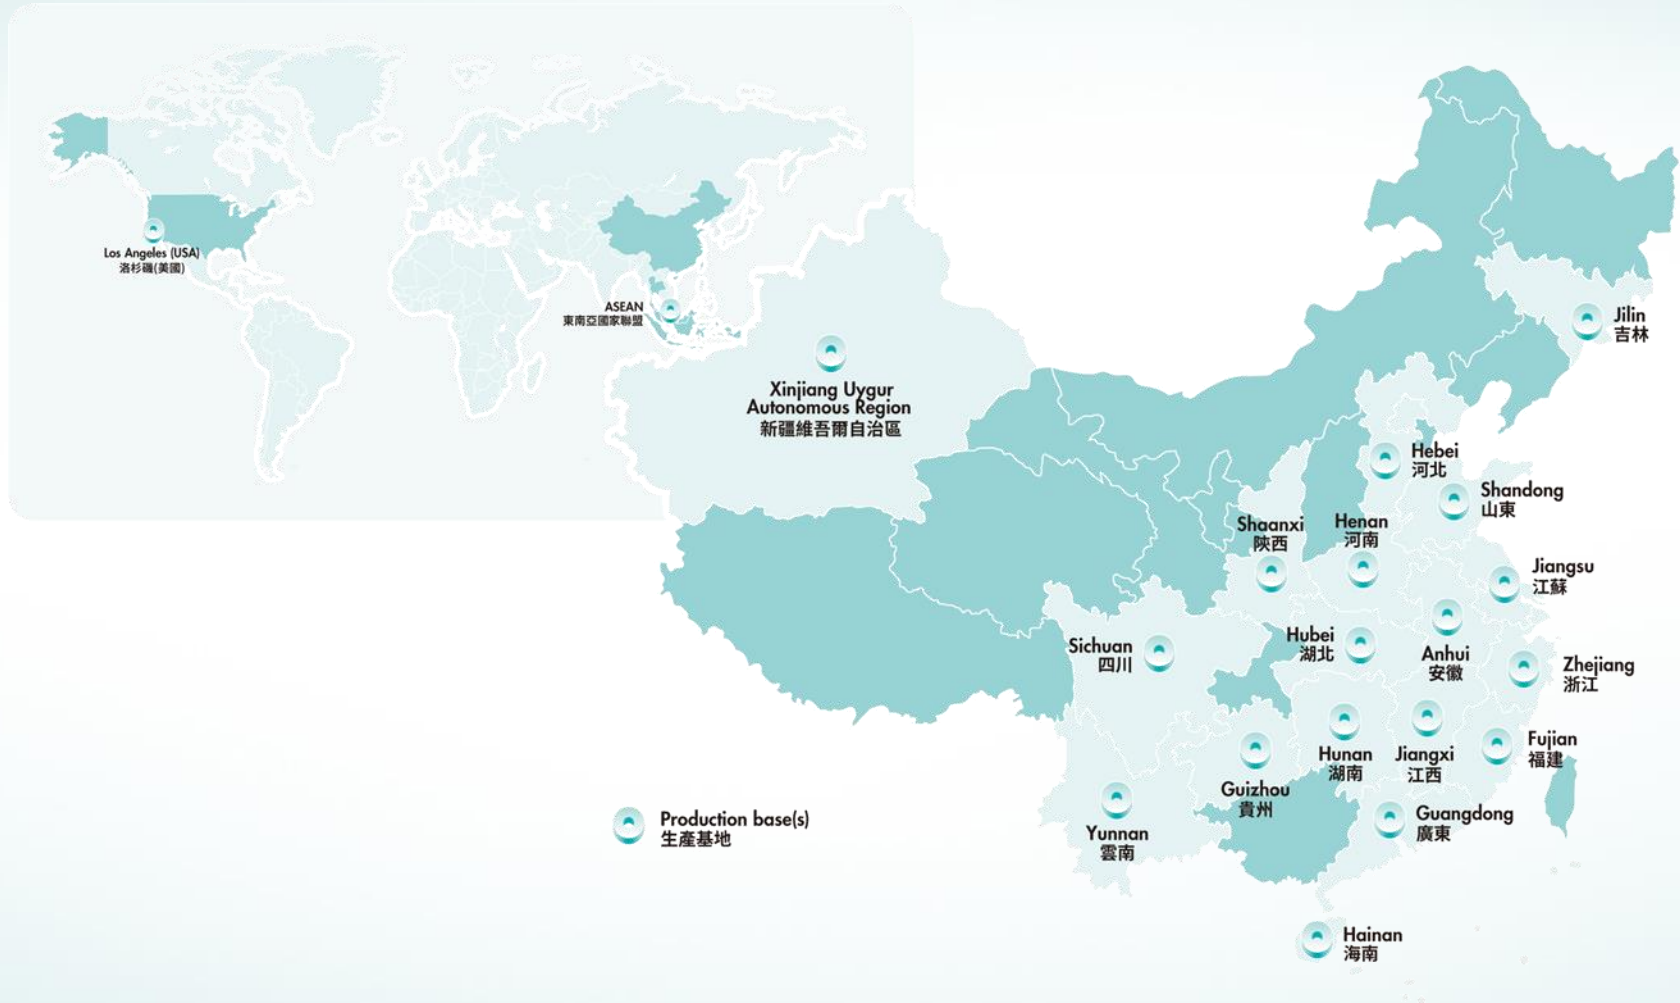 Los Angeles (USA)
洛杉磯(美國)
ASEAN
東南亞國家聯盟
Xinjiang Uygur
Autonomous Region
新疆維吾爾自治區
Jilin
吉林
Hebei
河北
Shandong
山東
Shaanxi
陝西
Henan
河南
Jiangsu
江蘇
Sichuan
四川
Hubei
湖北
Anhui
安徽
Zhejiang
浙江
Hunan
湖南
Jiangxi
江西
Fujian
福建
Guizhou
貴州
Guangdong
廣東
Yunnan
雲南
Production base(s)
生產基地
Hainan
海南